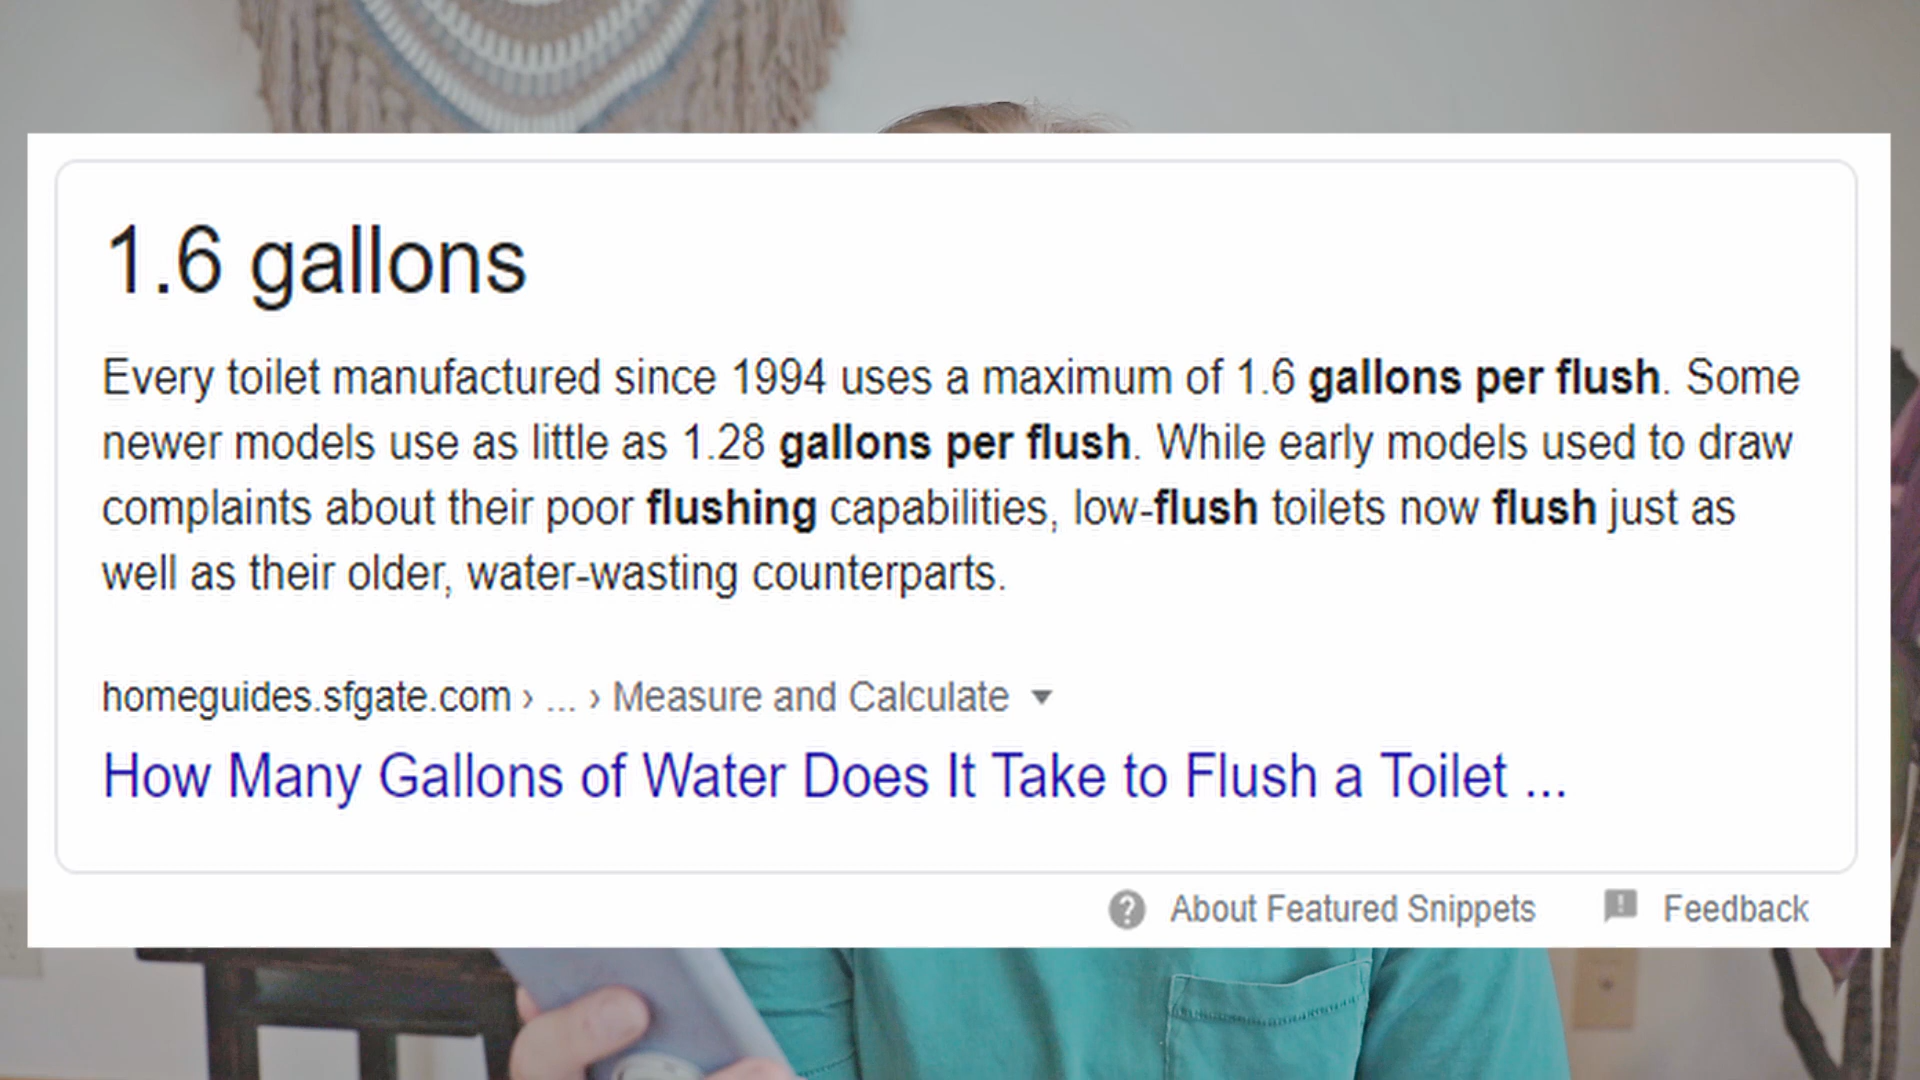 1.6 gallons
Every toilet manufactured since 1994 uses a maximum of 1.6 gallons per flush. Some
newer models use as little as 1.28 gallons per flush. While early models used to draw
complaints about their poor flushing capabilities, low-flush toilets now flush just as
well as their older, water-wasting counterparts.
homeguides.sfgate.com › ... › Measure and Calculate
How Many Gallons of Water Does It Take to Flush a Toilet ...
About Featured Snippets Feedback